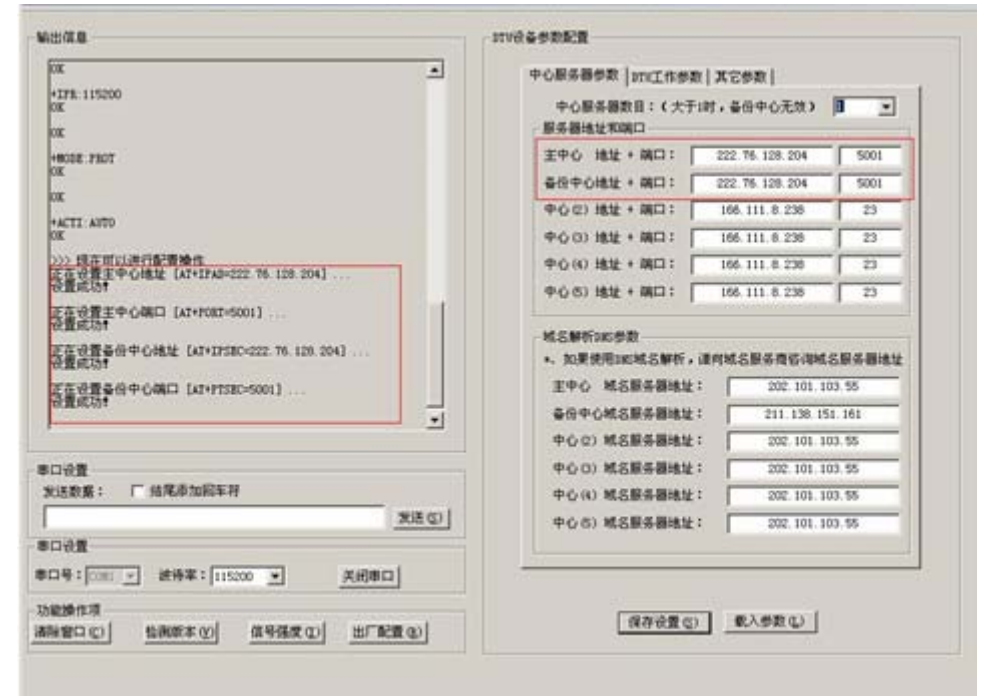 输出信息
OK
+IPR:115200
OK
OK
+MODE:PROT
OK
OK
+ACTI:AUTO
OK
>>> 现在可以进行配置操作
正在设置主中心地址 [AT+IPAD=222.76.128.204] ...
设置成功!
正在设置主中心端口 [AT+PORT=5001] ...
设置成功!
正在设置备份中心地址 [AT+IPSEC=222.76.128.204] ...
设置成功!
正在设置备份中心端口 [AT+PTSEC=5001] ...
设置成功!
串口设置
发送数据: 结尾添加回车符
发送(S)
串口设置
串口号: COM1 波特率: 115200 关闭串口
功能操作项
清除窗口(C) 检测版本(V) 信号强度(Q) 出厂配置(R)
DTU设备参数配置
中心服务器参数 DTU工作参数 其它参数
中心服务器数目:(大于1时,备份中心无效) 1
服务器地址和端口
主中心 地址 + 端口: 222.76.128.204 5001
备份中心地址 + 端口: 222.76.128.204 5001
中心(2) 地址 + 端口: 166.111.8.238 23
中心(3) 地址 + 端口: 166.111.8.238 23
中心(4) 地址 + 端口: 166.111.8.238 23
中心(5) 地址 + 端口: 166.111.8.238 23
域名解析DNS参数
*、如果使用DNS域名解析,请向域名服务商咨询域名服务器地址
主中心 域名服务器地址: 202.101.103.55
备份中心域名服务器地址: 211.138.151.161
中心(2) 域名服务器地址: 202.101.103.55
中心(3) 域名服务器地址: 202.101.103.55
中心(4) 域名服务器地址: 202.101.103.55
中心(5) 域名服务器地址: 202.101.103.55
保存设置(S) 载入参数(L)